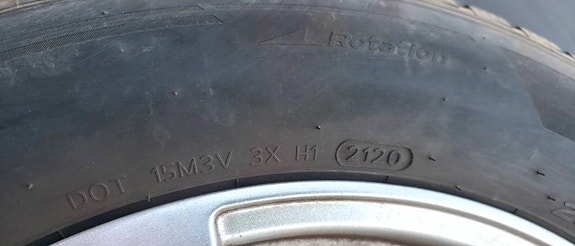 Rotation
DOT 15M3V 3X H1 2120